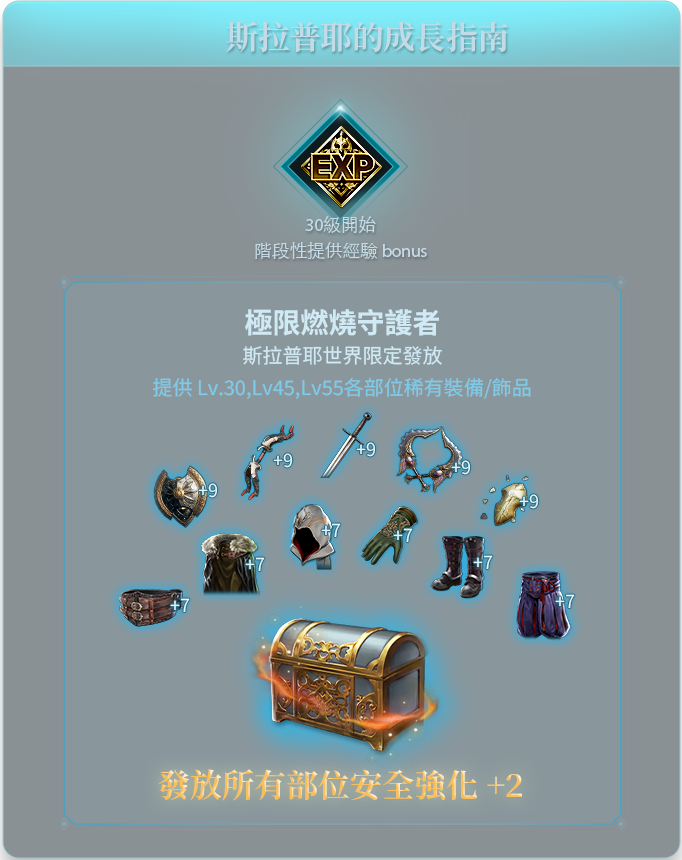 斯拉普耶的成長指南
EXP
30級開始
階段性提供經驗 bonus
極限燃燒守護者
斯拉普耶世界限定發放
提供 Lv.30,Lv45,Lv55各部位稀有裝備/飾品
+9
+9
+9
+9
+9
+7
+7
+7
+7
+7
+7
發放所有部位安全強化 +2